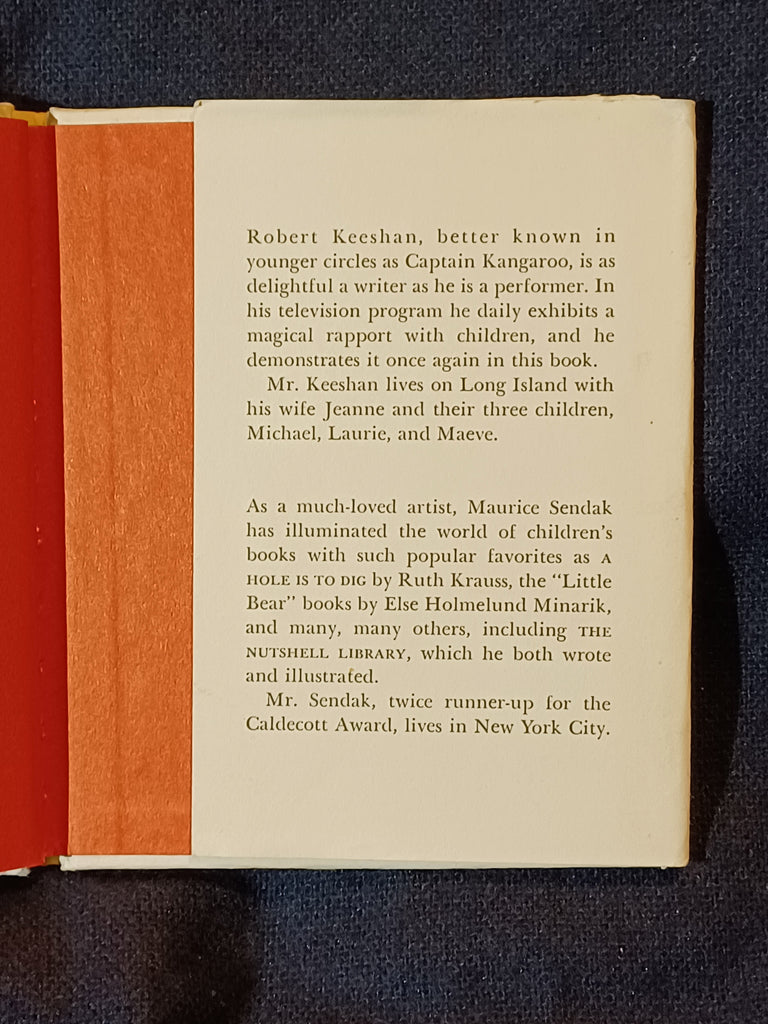 Robert Keeshan, better known in
younger circles as Captain Kangaroo, is as
delightful a writer as he is a performer. In
his television program he daily exhibits a
magical rapport with children, and he
demonstrates it once again in this book.
Mr. Keeshan lives on Long Island with
his wife Jeanne and their three children,
Michael, Laurie, and Maeve.
As a much-loved artist, Maurice Sendak
has illuminated the world of children's
books with such popular favorites as A
HOLE IS TO DIG by Ruth Krauss, the "Little
Bear" books by Else Holmelund Minarik,
and many, many others, including THE
NUTSHELL LIBRARY, which he both wrote
and illustrated.
Mr. Sendak, twice runner-up for the
Caldecott Award, lives in New York City.